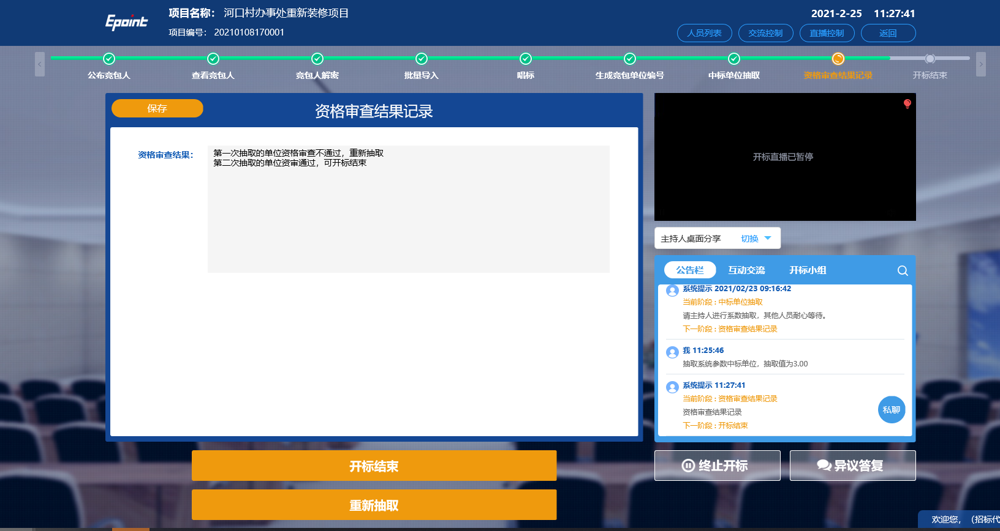 Epoint
项目名称： 河口村办事处重新装修项目
项目编号： 20210108170001
2021-2-25 11:27:41
人员列表 交流控制 直播控制 返回
公布竞包人 查看竞包人 竞包人解密 批量导入 唱标 生成竞包单位编号 中标单位抽取 资格审查结果记录 开标结束
保存
资格审查结果记录
资格审查结果：
第一次抽取的单位资格审查不通过，重新抽取
第二次抽取的单位资审通过，可开标结束
开标结束
重新抽取
开标直播已暂停
主持人桌面分享 切换
公告栏 互动交流 开标小组
系统提示 2021/02/23 09:16:42
当前阶段 : 中标单位抽取
请主持人进行系数抽取，其他人员耐心等待。
下一阶段 : 资格审查结果记录
我 11:25:46
抽取系统参数中标单位，抽取值为3.00
系统提示 11:27:41
当前阶段 : 资格审查结果记录
资格审查结果记录
下一阶段 : 开标结束
私聊
终止开标 异议答复
欢迎您，（招标代